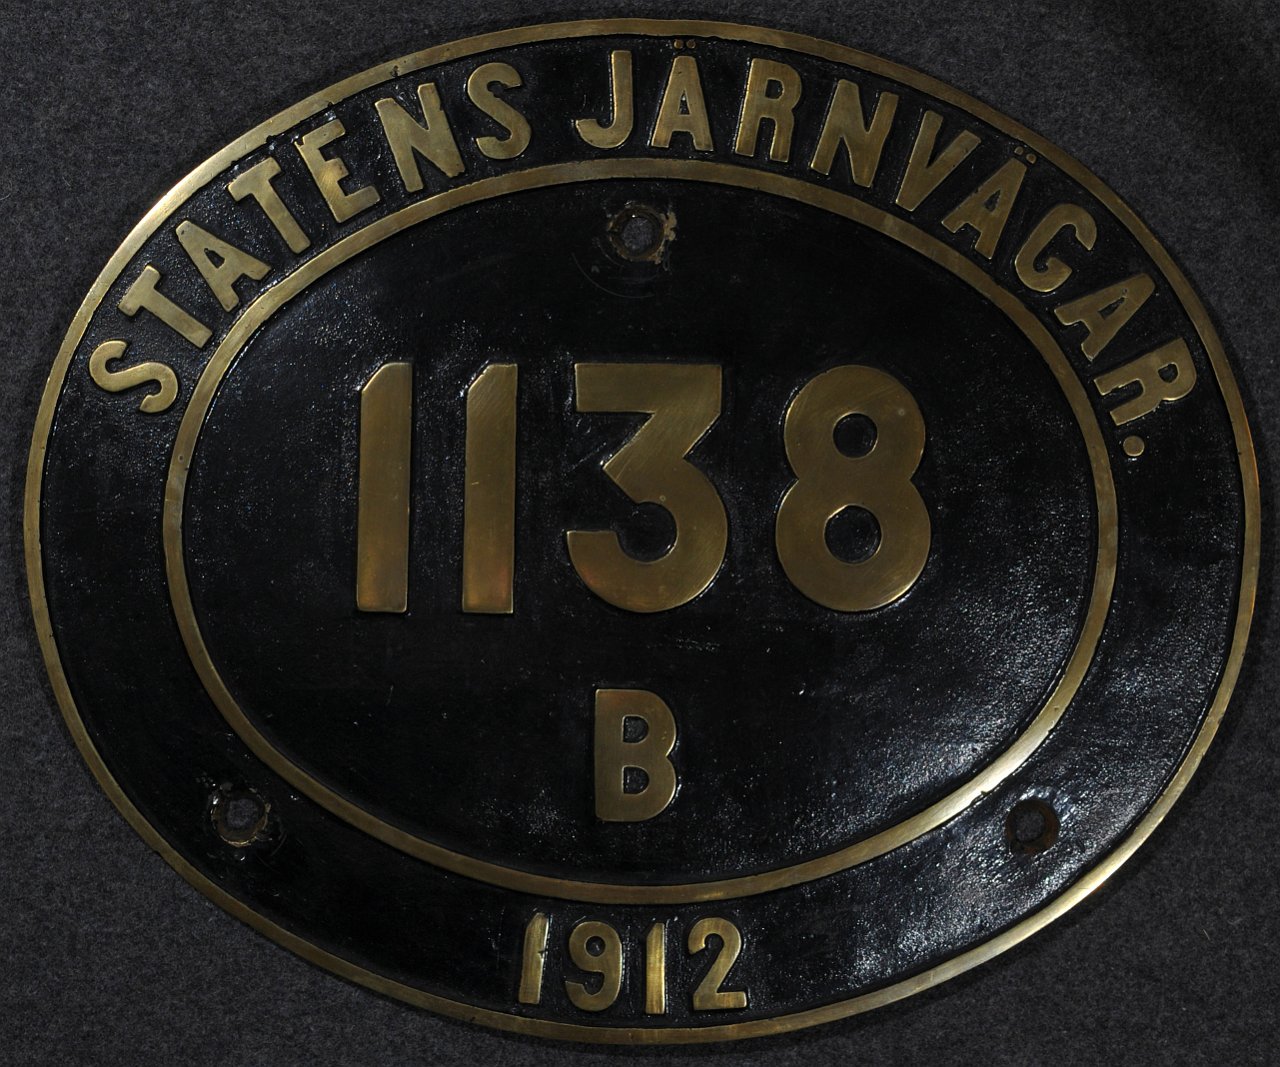 STATENS JÄRNVÄGAR.
1138
B
1912